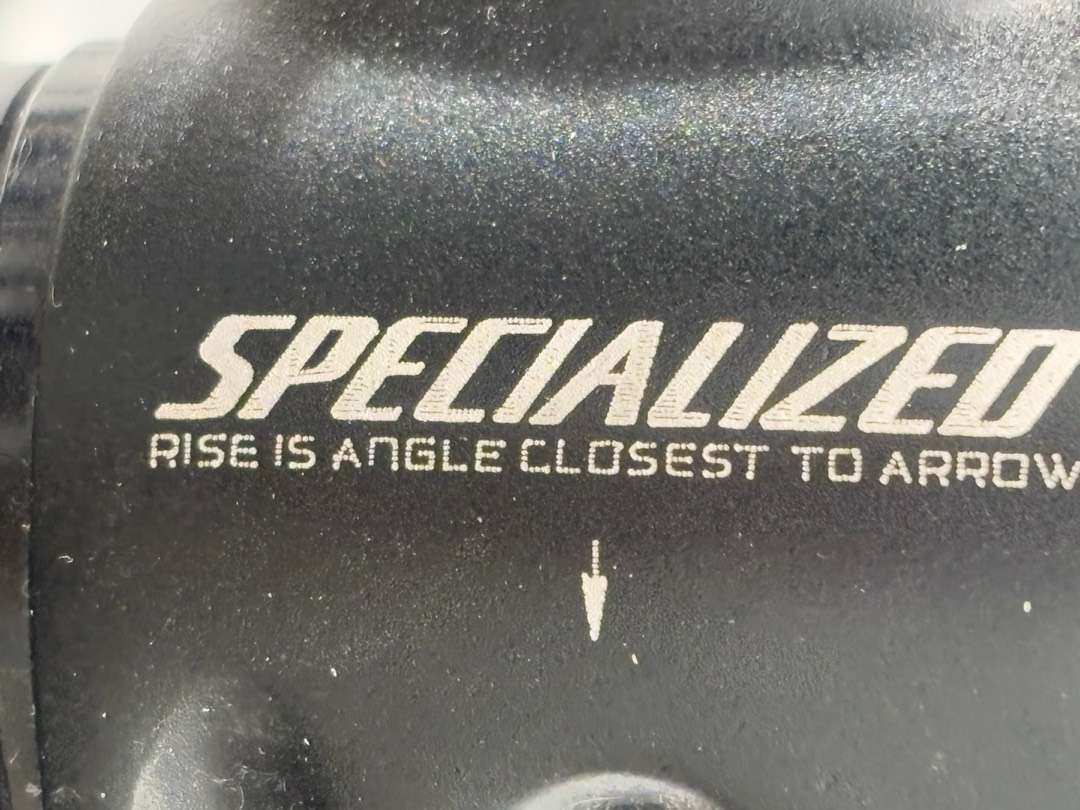 SPECIALIZED
RISE IS ANGLE CLOSEST TO ARROW